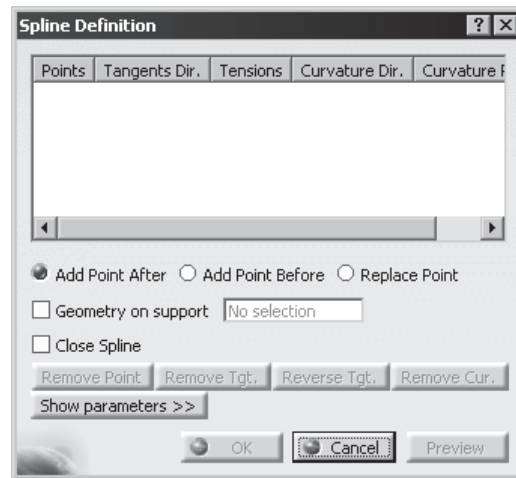 Spline Definition ? X
Points Tangents Dir. Tensions Curvature Dir. Curvature
Add Point After Add Point Before Replace Point
Geometry on support No selection
Close Spline
Remove Point Remove Tgt. Reverse Tgt. Remove Cur.
Show parameters >>
OK Cancel Preview